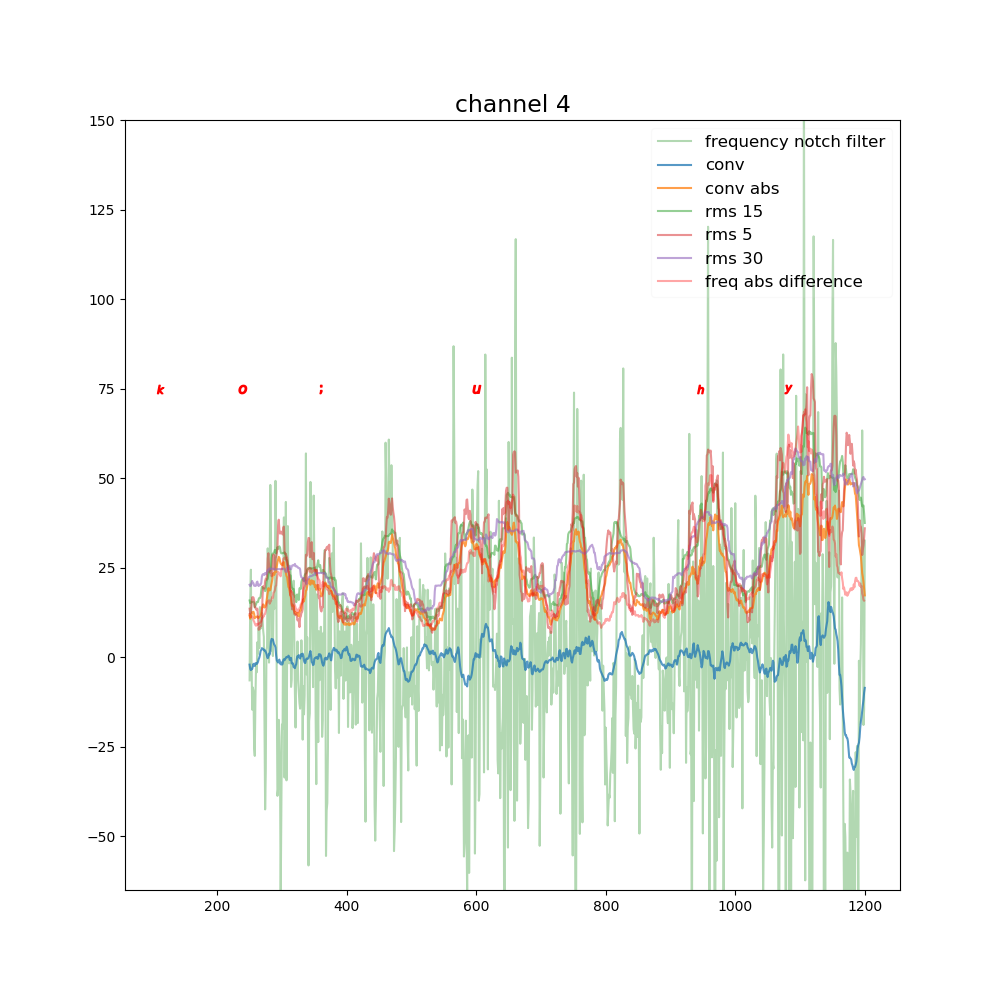 channel 4
150
frequency notch filter
conv
125
conv abs
rms 15
rms 5
rms 30
100
freq abs difference
75
k o ; u h y
50
25
0
−25
−50
200 400 600 800 1000 1200